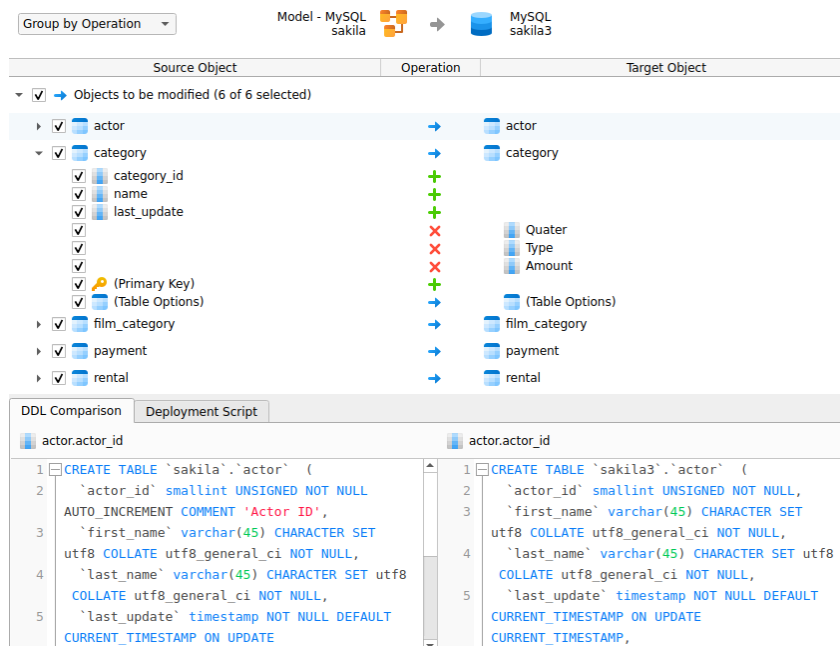 Group by Operation
Model - MySQL
sakila
MySQL
sakila3
Source Object Operation Target Object
Objects to be modified (6 of 6 selected)
actor actor
category category
category_id
name
last_update
Quater
Type
Amount
(Primary Key)
(Table Options) (Table Options)
film_category film_category
payment payment
rental rental
DDL Comparison Deployment Script
actor.actor_id
1 CREATE TABLE `sakila`.`actor`  (
2 `actor_id` smallint UNSIGNED NOT NULL
AUTO_INCREMENT COMMENT 'Actor ID',
3 `first_name` varchar(45) CHARACTER SET
utf8 COLLATE utf8_general_ci NOT NULL,
4 `last_name` varchar(45) CHARACTER SET utf8
COLLATE utf8_general_ci NOT NULL,
5 `last_update` timestamp NOT NULL DEFAULT
CURRENT_TIMESTAMP ON UPDATE
actor.actor_id
1 CREATE TABLE `sakila3`.`actor`  (
2 `actor_id` smallint UNSIGNED NOT NULL,
3 `first_name` varchar(45) CHARACTER SET
utf8 COLLATE utf8_general_ci NOT NULL,
4 `last_name` varchar(45) CHARACTER SET utf8
COLLATE utf8_general_ci NOT NULL,
5 `last_update` timestamp NOT NULL DEFAULT
CURRENT_TIMESTAMP ON UPDATE
CURRENT_TIMESTAMP,